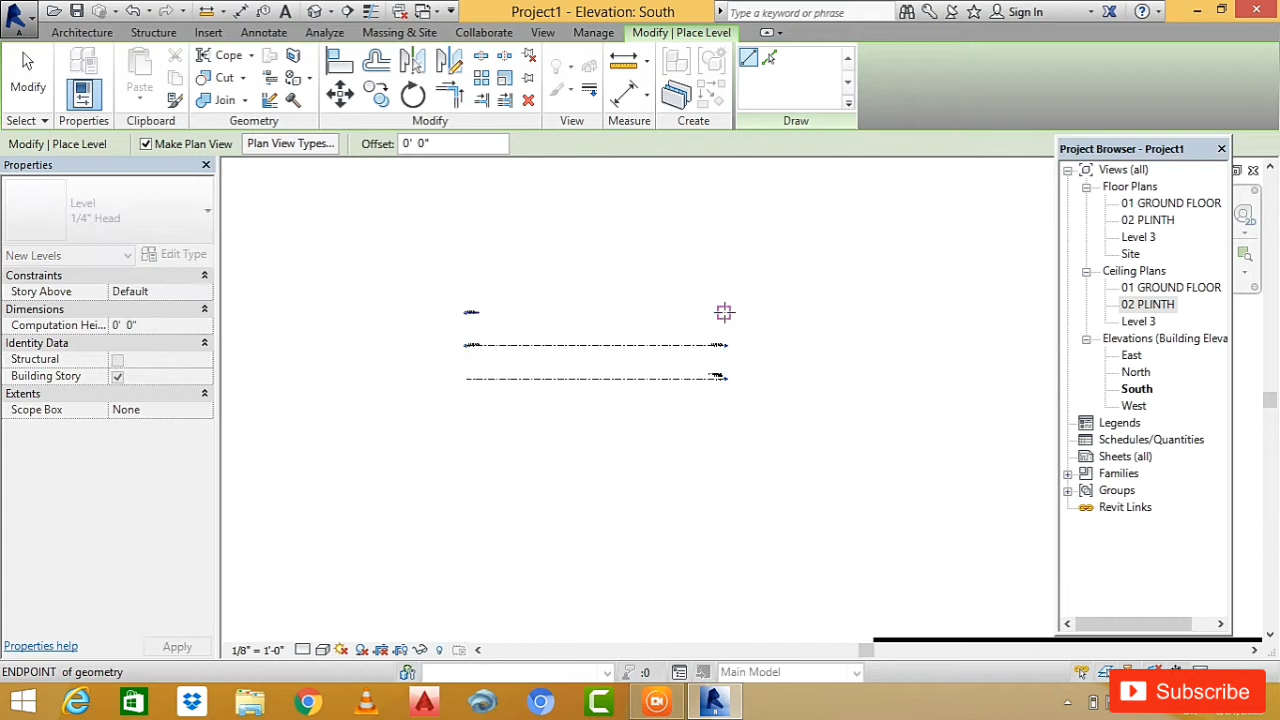 Project1 - Elevation: South
Type a keyword or phrase
Sign In
Architecture Structure Insert Annotate Analyze Massing & Site Collaborate View Manage Modify | Place Level
Modify
Paste
Cope
Cut
Join
Select Properties Clipboard Geometry Modify View Measure Create Draw
Modify | Place Level Make Plan View Plan View Types... Offset: 0' 0"
Properties
Level
1/4" Head
New Levels Edit Type
Constraints
Story Above Default
Dimensions
Computation Hei... 0' 0"
Identity Data
Structural
Building Story
Extents
Scope Box None
Properties help Apply
Project Browser - Project1
Views (all)
Floor Plans
01 GROUND FLOOR
02 PLINTH
Level 3
Site
Ceiling Plans
01 GROUND FLOOR
02 PLINTH
Level 3
Elevations (Building Eleva
East
North
South
West
Legends
Schedules/Quantities
Sheets (all)
Families
Groups
Revit Links
1/8" = 1'-0"
ENDPOINT of geometry :0 Main Model
Subscribe